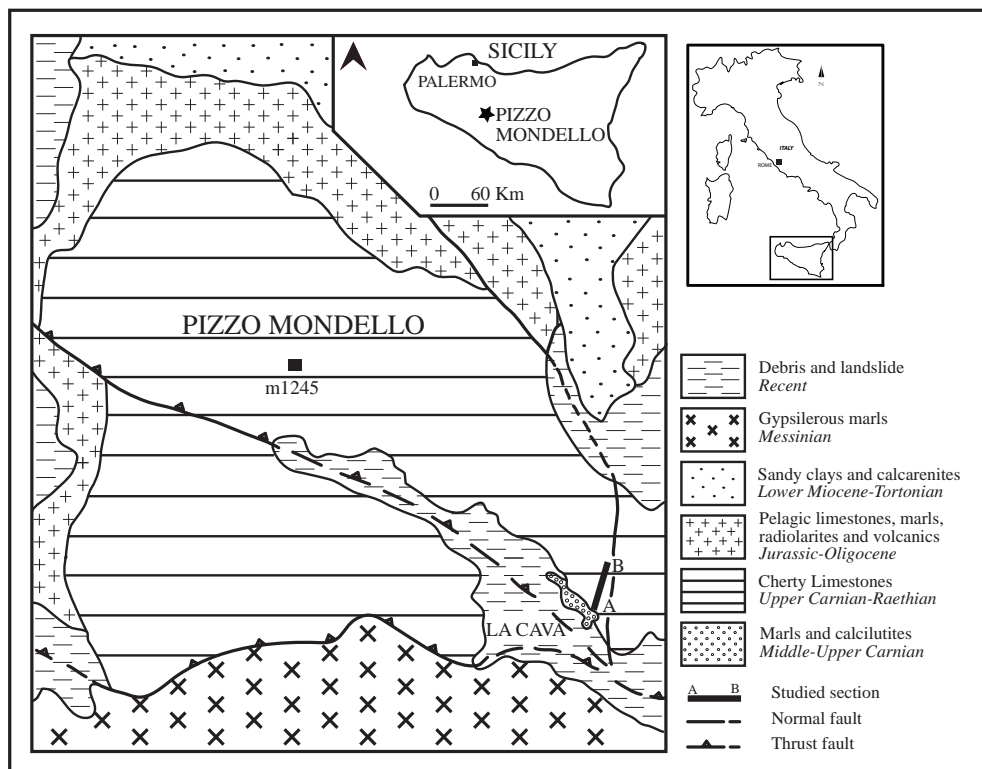 SICILY
PALERMO
PIZZO
MONDELLO
0 60 Km
N
ITALY
ROME
PIZZO MONDELLO
m1245
B
A
LA CAVA
Debris and landslide
Recent
Gypsilerous marls
Messinian
Sandy clays and calcarenites
Lower Miocene-Tortonian
Pelagic limestones, marls,
radiolarites and volcanics
Jurassic-Oligocene
Cherty Limestones
Upper Carnian-Raethian
Marls and calcilutites
Middle-Upper Carnian
A B
Studied section
Normal fault
Thrust fault